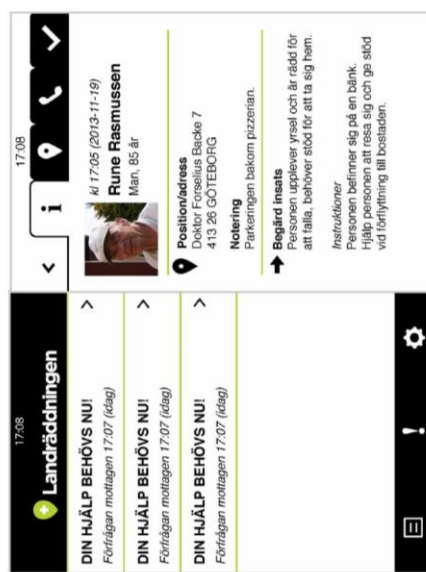 17:08
Landräddningen
DIN HJÄLP BEHÖVS NU!
Förfrågan mottagen 17:07 (idag)
DIN HJÄLP BEHÖVS NU!
Förfrågan mottagen 17:07 (idag)
DIN HJÄLP BEHÖVS NU!
Förfrågan mottagen 17:07 (idag)
17:08
i
kl 17:05 (2013-11-19)
Rune Rasmussen
Man, 85 år
Position/adress
Doktor Forselius Backe 7
413 26 GÖTEBORG
Notering
Parkeringen bakom pizzerian.
Begärd insats
Personen upplever yrsel och är rädd för
att falla, behöver stöd för att ta sig hem.
Instruktioner
Personen befinner sig på en bänk.
Hjälp personen att resa sig och ge stöd
vid förflyttning till bostaden.